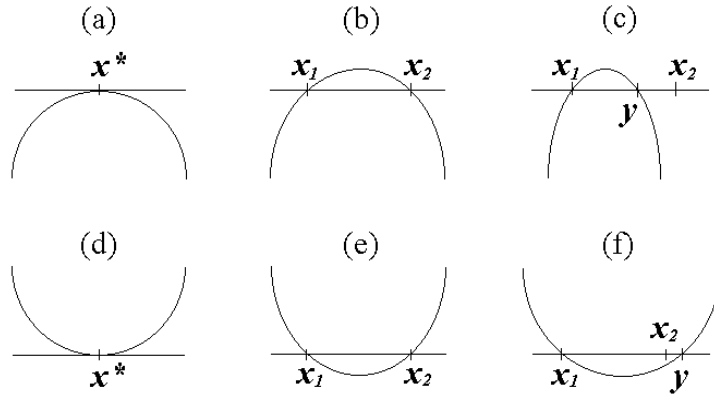 (a) (b) (c)
x* x₁ x₂ x₁ x₂
y
(d) (e) (f)
x₂
x* x₁ x₂ x₁ y